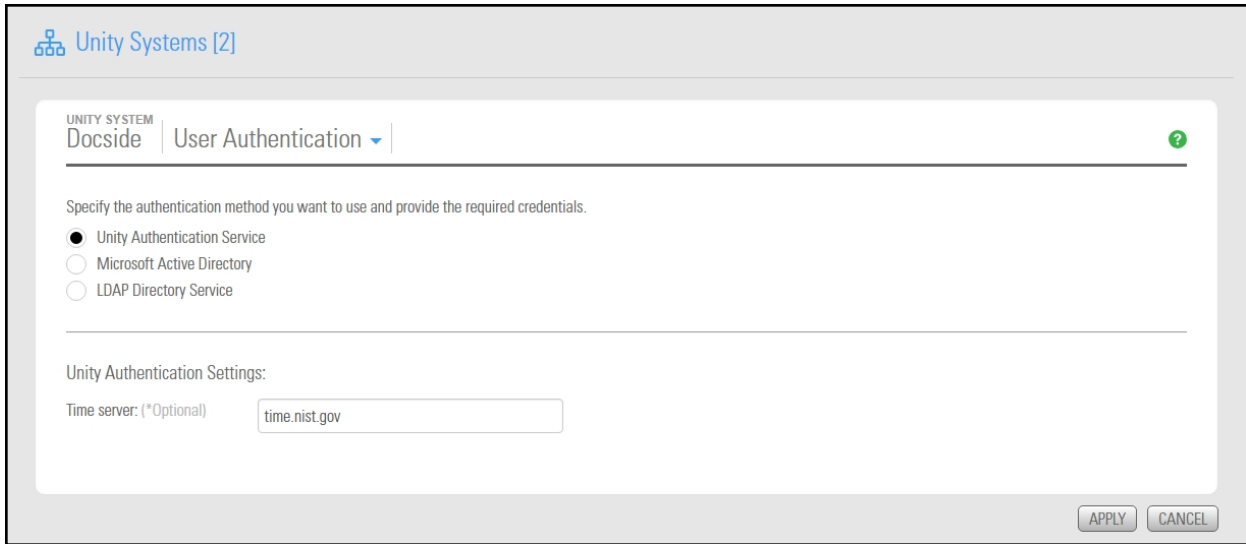 Unity Systems [2]
UNITY SYSTEM
Docside User Authentication
?
Specify the authentication method you want to use and provide the required credentials.
Unity Authentication Service
Microsoft Active Directory
LDAP Directory Service
Unity Authentication Settings:
Time server: (*Optional) time.nist.gov
APPLY CANCEL